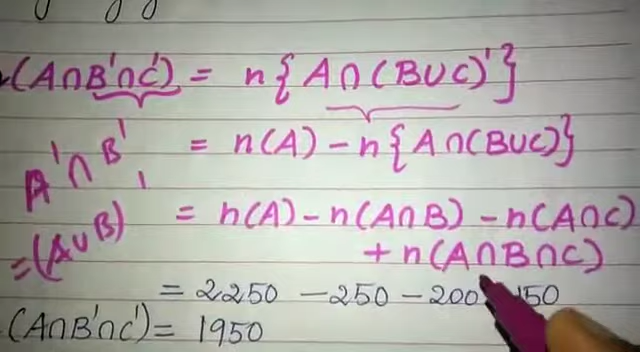 (A∩B'∩C') = n{A∩(B∪C)'}
A'∩B' = n(A) - n{A∩(B∪C)}
=(A∪B)' = n(A) - n(A∩B) - n(A∩C)
+ n(A∩B∩C)
= 2250 - 250 - 200 150
(A∩B'∩C') = 1950